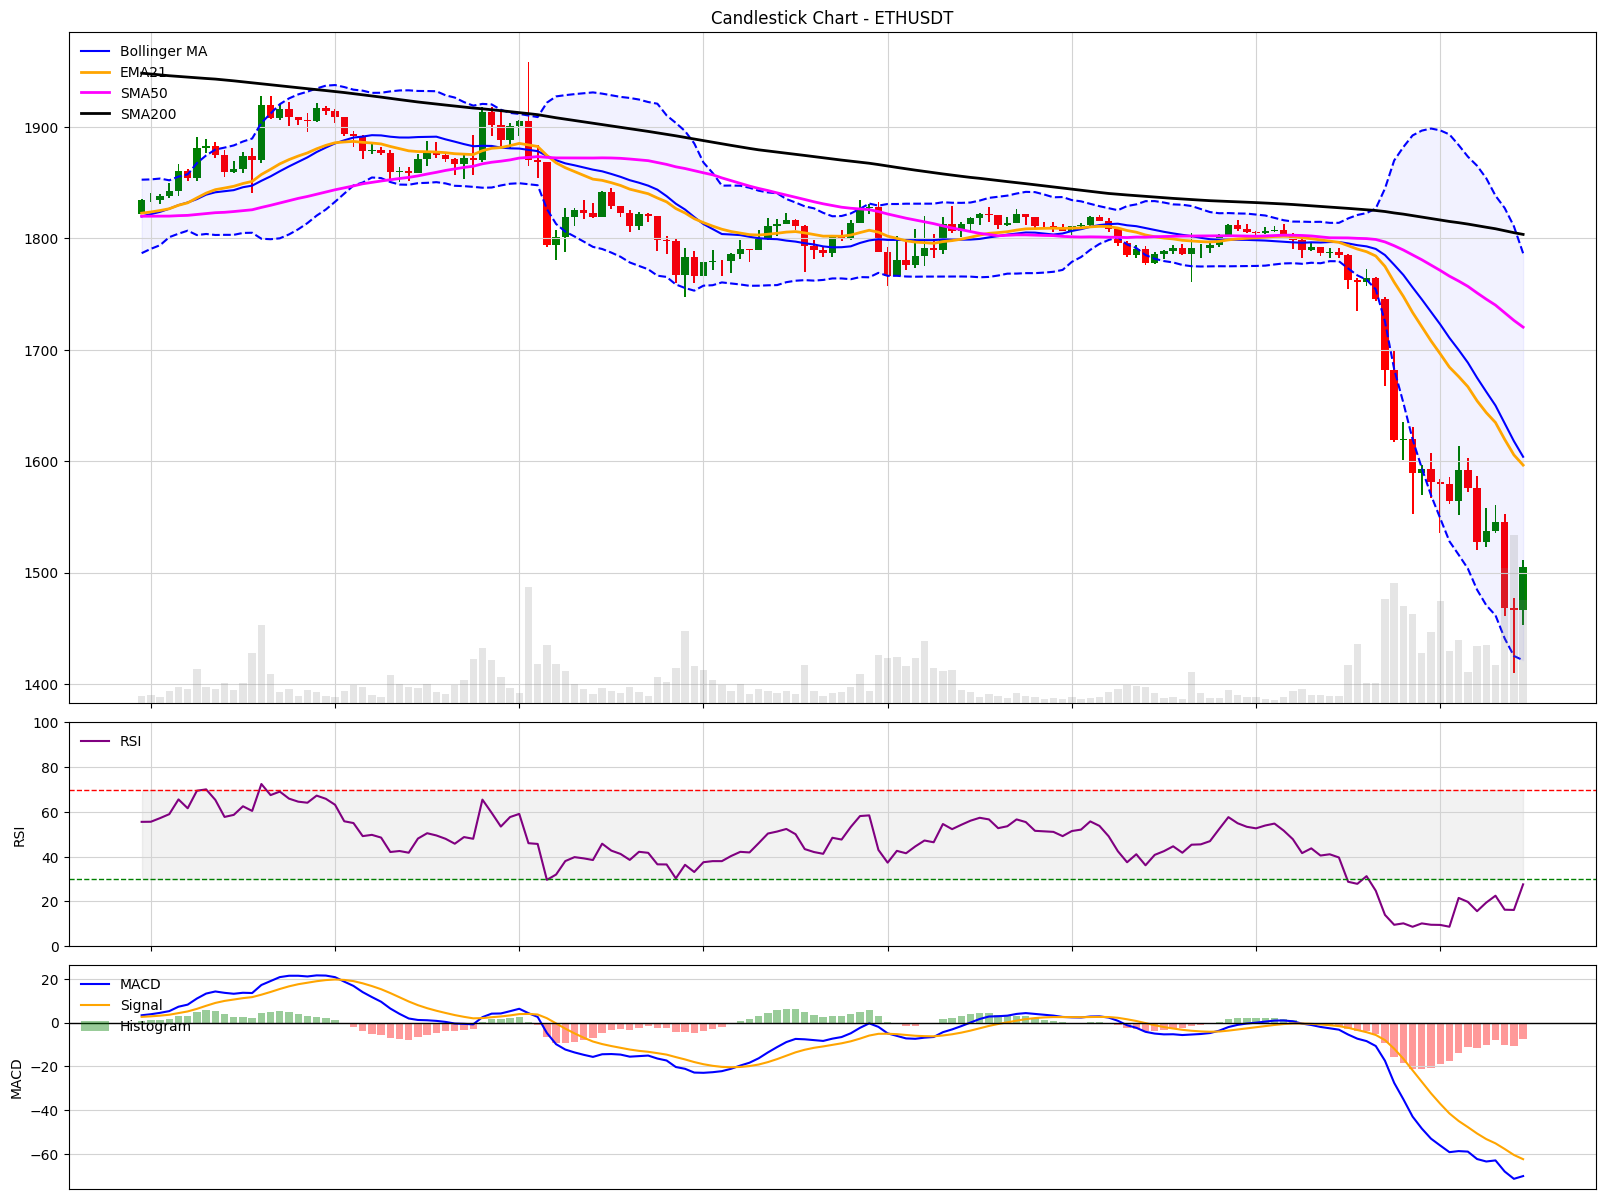 Candlestick Chart - ETHUSDT
Bollinger MA
EMA21
SMA50
SMA200
1900
1800
1700
1600
1500
1400
100
80
60
40
20
0
RSI
RSI
20
0
−20
−40
−60
MACD
MACD
Signal
Histogram